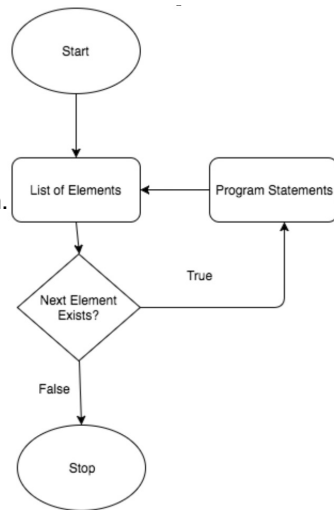 Start
List of Elements
Program Statements
True
Next Element
Exists?
False
Stop